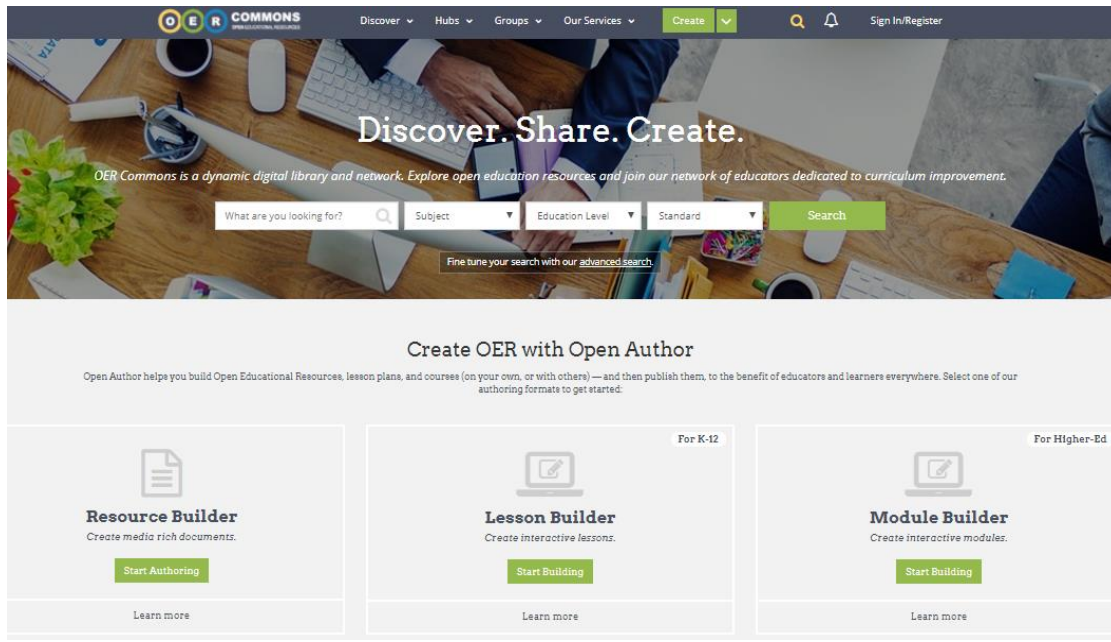 OER COMMONS
OPEN EDUCATIONAL RESOURCES
Discover
Hubs
Groups
Our Services
Create
Sign In/Register
DATA
Discover. Share. Create.
OER Commons is a dynamic digital library and network. Explore open education resources and join our network of educators dedicated to curriculum improvement.
What are you looking for?
Subject
Education Level
Standard
Search
Fine tune your search with our advanced search.
Create OER with Open Author
Open Author helps you build Open Educational Resources, lesson plans, and courses (on your own, or with others) — and then publish them, to the benefit of educators and learners everywhere. Select one of our
authoring formats to get started:
Resource Builder
Create media rich documents.
Start Authoring
Learn more
For K-12
Lesson Builder
Create interactive lessons.
Start Building
Learn more
For Higher-Ed
Module Builder
Create interactive modules.
Start Building
Learn more